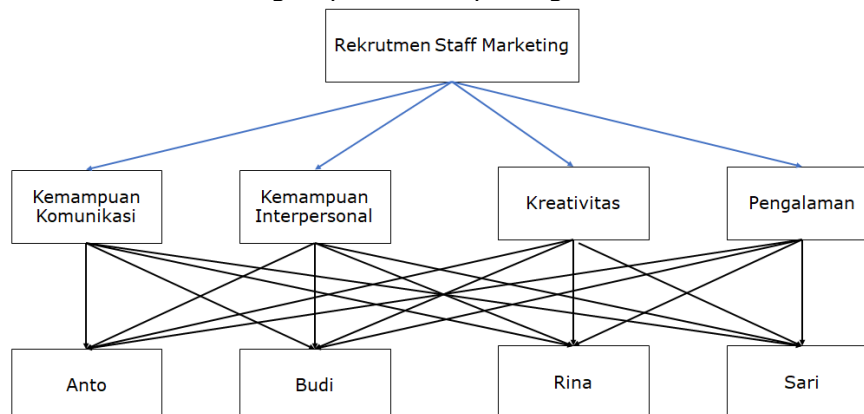 Rekrutmen Staff Marketing
Kemampuan
Komunikasi
Kemampuan
Interpersonal
Kreativitas
Pengalaman
Anto
Budi
Rina
Sari